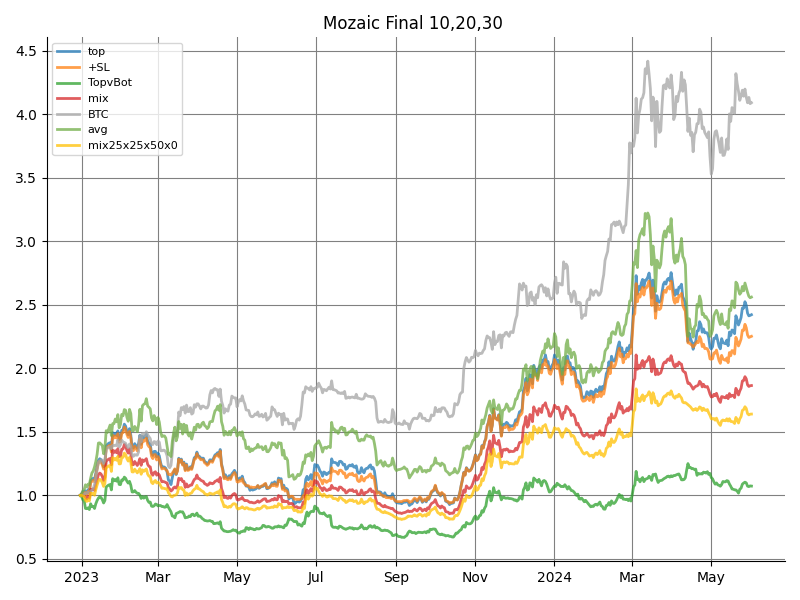 Mozaic Final 10,20,30
top
+SL
TopvBot
mix
BTC
avg
mix25x25x50x0
4.5
4.0
3.5
3.0
2.5
2.0
1.5
1.0
0.5
2023 Mar May Jul Sep Nov 2024 Mar May